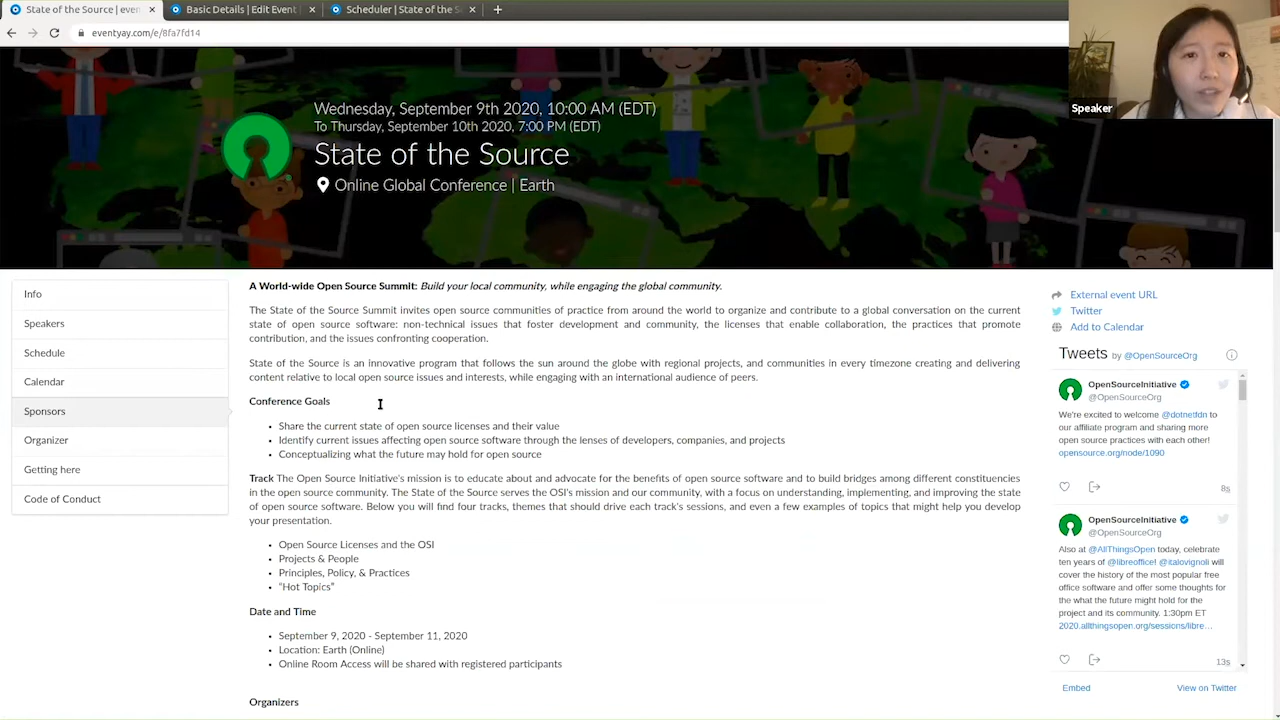 State of the Source | even
Basic Details | Edit Event
Scheduler | State of the S
eventyay.com/e/8fa7fd14
Speaker
Wednesday, September 9th 2020, 10:00 AM (EDT)
To Thursday, September 10th 2020, 7:00 PM (EDT)
State of the Source
Online Global Conference | Earth
Info
Speakers
Schedule
Calendar
Sponsors
Organizer
Getting here
Code of Conduct
A World-wide Open Source Summit: Build your local community, while engaging the global community.
The State of the Source Summit invites open source communities of practice from around the world to organize and contribute to a global conversation on the current
state of open source software: non-technical issues that foster development and community, the licenses that enable collaboration, the practices that promote
contribution, and the issues confronting cooperation.
State of the Source is an innovative program that follows the sun around the globe with regional projects, and communities in every timezone creating and delivering
content relative to local open source issues and interests, while engaging with an international audience of peers.
Conference Goals
• Share the current state of open source licenses and their value
• Identify current issues affecting open source software through the lenses of developers, companies, and projects
• Conceptualizing what the future may hold for open source
Track The Open Source Initiative's mission is to educate about and advocate for the benefits of open source software and to build bridges among different constituencies
in the open source community. The State of the Source serves the OSI's mission and our community, with a focus on understanding, implementing, and improving the state
of open source software. Below you will find four tracks, themes that should drive each track's sessions, and even a few examples of topics that might help you develop
your presentation.
• Open Source Licenses and the OSI
• Projects & People
• Principles, Policy, & Practices
• “Hot Topics”
Date and Time
• September 9, 2020 - September 11, 2020
• Location: Earth (Online)
• Online Room Access will be shared with registered participants
Organizers
External event URL
Twitter
Add to Calendar
Tweets by @OpenSourceOrg
OpenSourceInitiative
@OpenSourceOrg
We're excited to welcome @dotnetfdn to
our affiliate program and sharing more
open source practices with each other!
opensource.org/node/1090
8s
OpenSourceInitiative
@OpenSourceOrg
Also at @AllThingsOpen today, celebrate
ten years of @libreoffice! @italovignoli will
cover the history of the most popular free
office software and offer some thoughts for
the what the future might hold for the
project and its community. 1:30pm ET
2020.allthingsopen.org/sessions/libre…
13s
Embed
View on Twitter